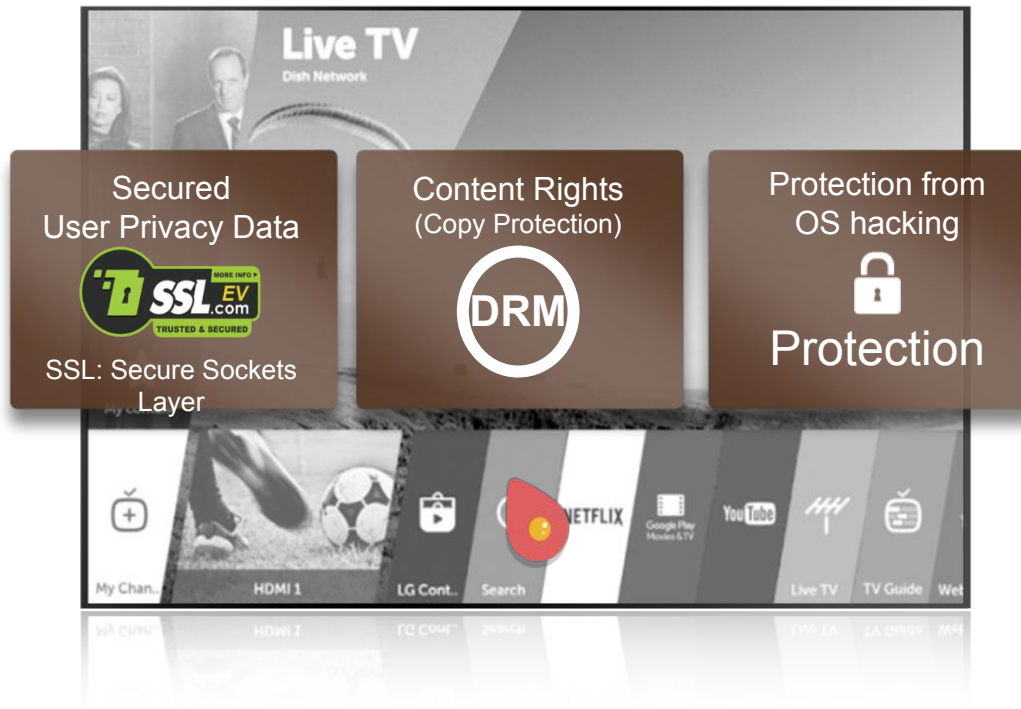 Live TV
Dish Network
Secured
User Privacy Data
MORE INFO
SSL EV
.com
TRUSTED & SECURED
SSL: Secure Sockets
Layer
Content Rights
(Copy Protection)
DRM
Protection from
OS hacking
Protection
NETFLIX
Google Play
Movies & TV
YouTube
My Chan..
HDMI 1
LG Cont..
Search
Live TV
TV Guide
Web